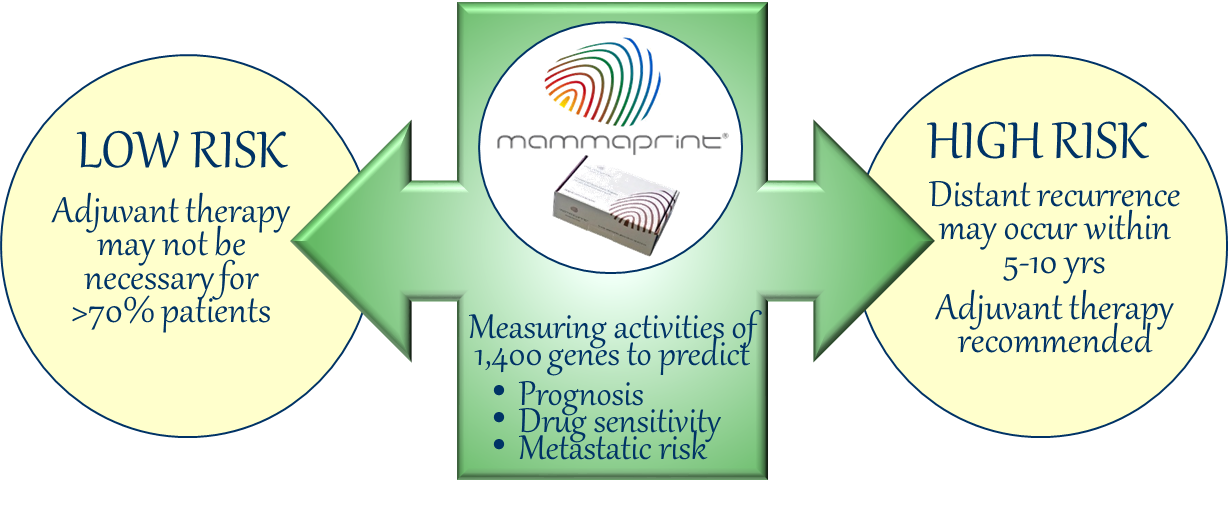 LOW RISK
Adjuvant therapy
may not be
necessary for
>70% patients
mammaprint®
Measuring activities of
1,400 genes to predict
• Prognosis
• Drug sensitivity
• Metastatic risk
HIGH RISK
Distant recurrence
may occur within
5-10 yrs
Adjuvant therapy
recommended